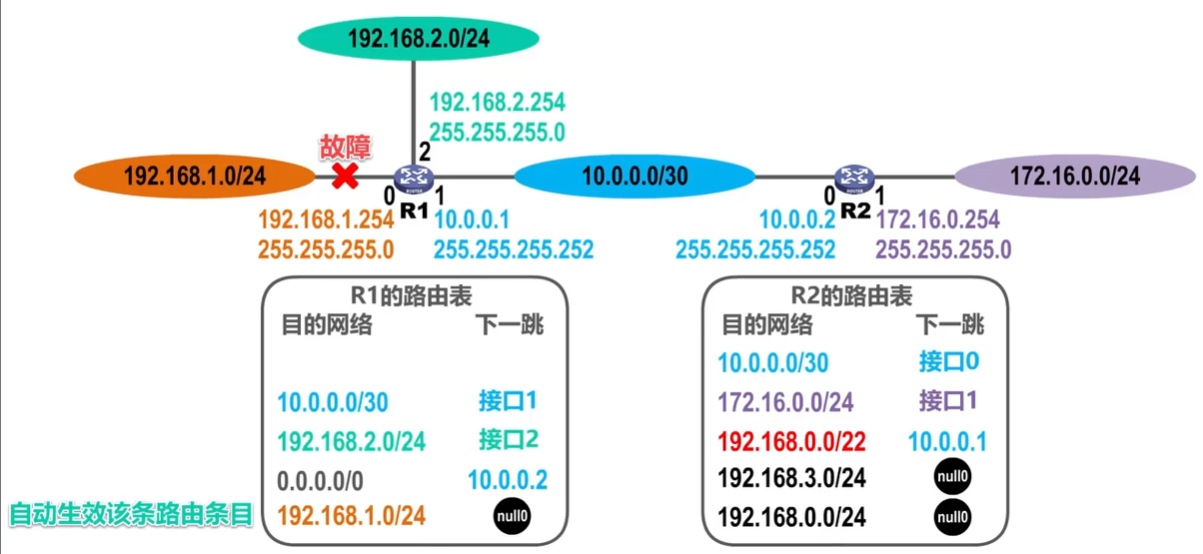 192.168.2.0/24
192.168.2.254
255.255.255.0
故障
2
192.168.1.0/24
10.0.0.0/30
172.16.0.0/24
0
R1
1
0
R2
1
192.168.1.254
255.255.255.0
10.0.0.1
255.255.255.252
10.0.0.2
255.255.255.252
172.16.0.254
255.255.255.0
R1的路由表
目的网络 下一跳
10.0.0.0/30 接口1
192.168.2.0/24 接口2
0.0.0.0/0 10.0.0.2
自动生效该条路由条目
192.168.1.0/24 null0
R2的路由表
目的网络 下一跳
10.0.0.0/30 接口0
172.16.0.0/24 接口1
192.168.0.0/22 10.0.0.1
192.168.3.0/24 null0
192.168.0.0/24 null0